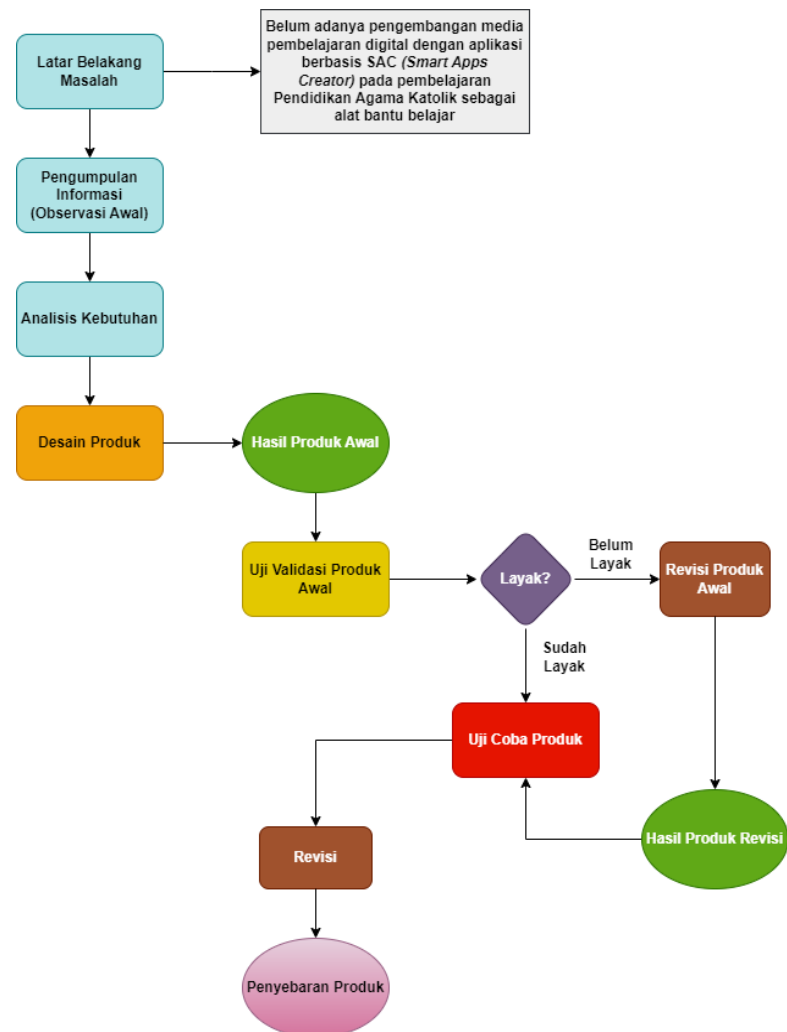 Latar Belakang
Masalah
Belum adanya pengembangan media
pembelajaran digital dengan aplikasi
berbasis SAC (Smart Apps
Creator) pada pembelajaran
Pendidikan Agama Katolik sebagai
alat bantu belajar
Pengumpulan
Informasi
(Observasi Awal)
Analisis Kebutuhan
Desain Produk
Hasil Produk Awal
Uji Validasi Produk
Awal
Layak?
Belum
Layak
Revisi Produk
Awal
Sudah
Layak
Uji Coba Produk
Hasil Produk Revisi
Revisi
Penyebaran Produk